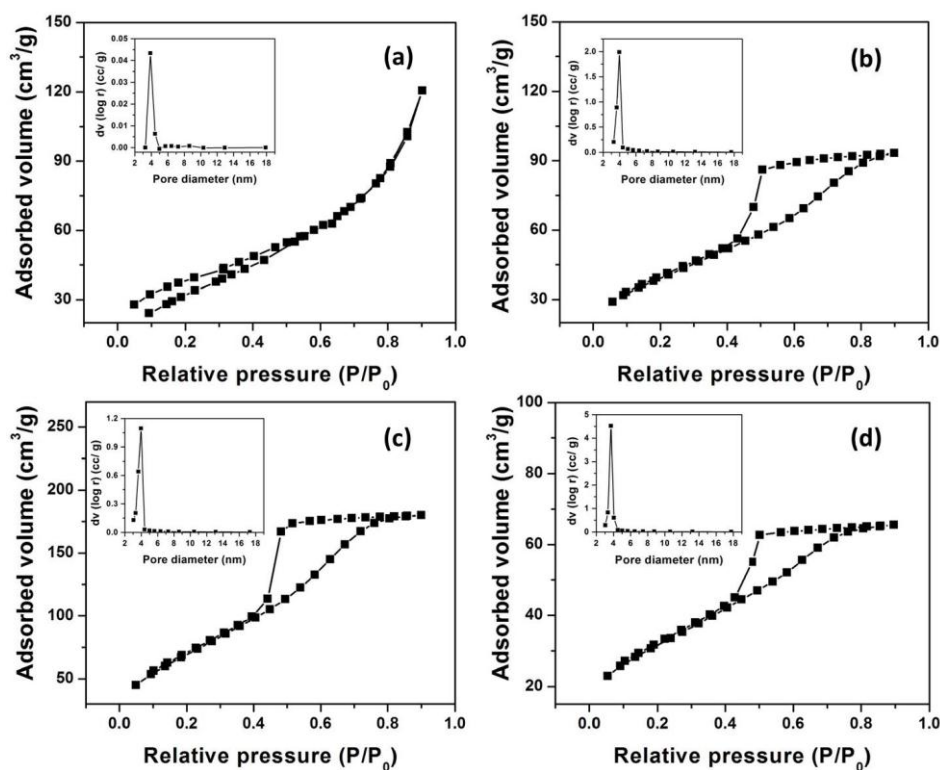 (a)
Adsorbed volume (cm³/g)
150
120
90
60
30
0.0 0.2 0.4 0.6 0.8 1.0
Relative pressure (P/P₀)
dv (log r) (cc/ g)
0.05
0.04
0.03
0.02
0.01
0.00
2 4 6 8 10 12 14 16 18
Pore diameter (nm)
(b)
Adsorbed volume (cm³/g)
150
120
90
60
30
0.0 0.2 0.4 0.6 0.8 1.0
Relative pressure (P/P₀)
dv (log r) (cc/ g)
2.0
1.5
1.0
0.5
0.0
2 4 6 8 10 12 14 16 18
Pore diameter (nm)
(c)
Adsorbed volume (cm³/g)
250
200
150
100
50
0.0 0.2 0.4 0.6 0.8 1.0
Relative pressure (P/P₀)
dv (log r) (cc/ g)
1.2
0.9
0.6
0.3
0.0
2 4 6 8 10 12 14 16 18
Pore diameter (nm)
(d)
Adsorbed volume (cm³/g)
100
80
60
40
20
0.0 0.2 0.4 0.6 0.8 1.0
Relative pressure (P/P₀)
dv (log r) (cc/ g)
5
4
3
2
1
0
2 4 6 8 10 12 14 16 18
Pore diameter (nm)